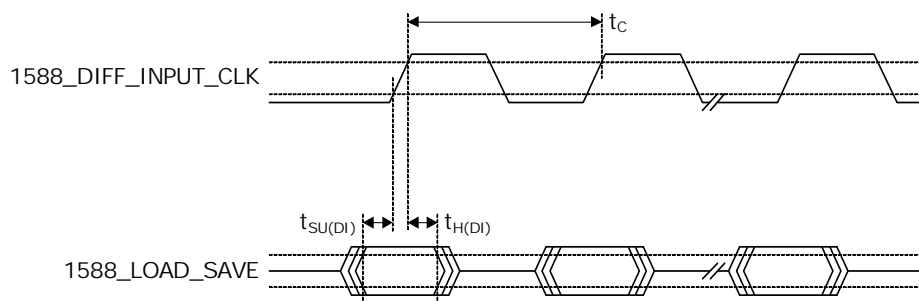 tC
1588_DIFF_INPUT_CLK
tSU(DI)
tH(DI)
1588_LOAD_SAVE